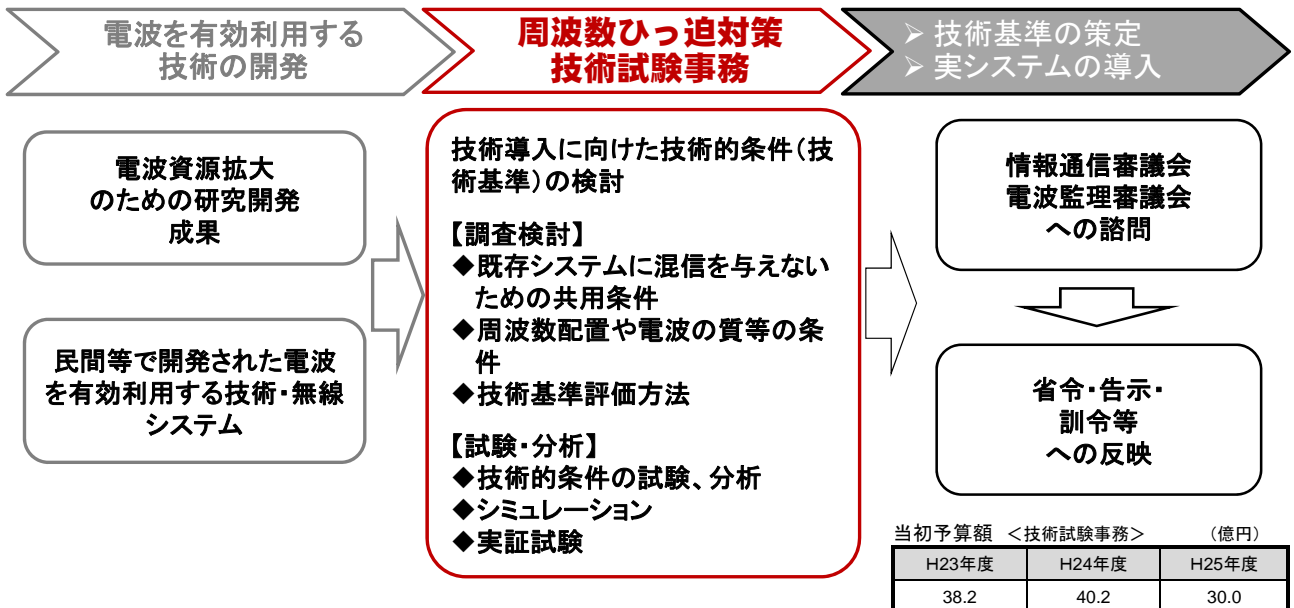 電波を有効利用する
技術の開発
周波数ひっ迫対策
技術試験事務
➢ 技術基準の策定
➢ 実システムの導入
電波資源拡大
のための研究開発
成果
民間等で開発された電波
を有効利用する技術・無線
システム
技術導入に向けた技術的条件（技
術基準）の検討
【調査検討】
◆既存システムに混信を与えない
ための共用条件
◆周波数配置や電波の質等の条
件
◆技術基準評価方法
【試験・分析】
◆技術的条件の試験、分析
◆シミュレーション
◆実証試験
情報通信審議会
電波監理審議会
への諮問
省令・告示・
訓令等
への反映
当初予算額 ＜技術試験事務＞ （億円）
H23年度 H24年度 H25年度
38.2 40.2 30.0